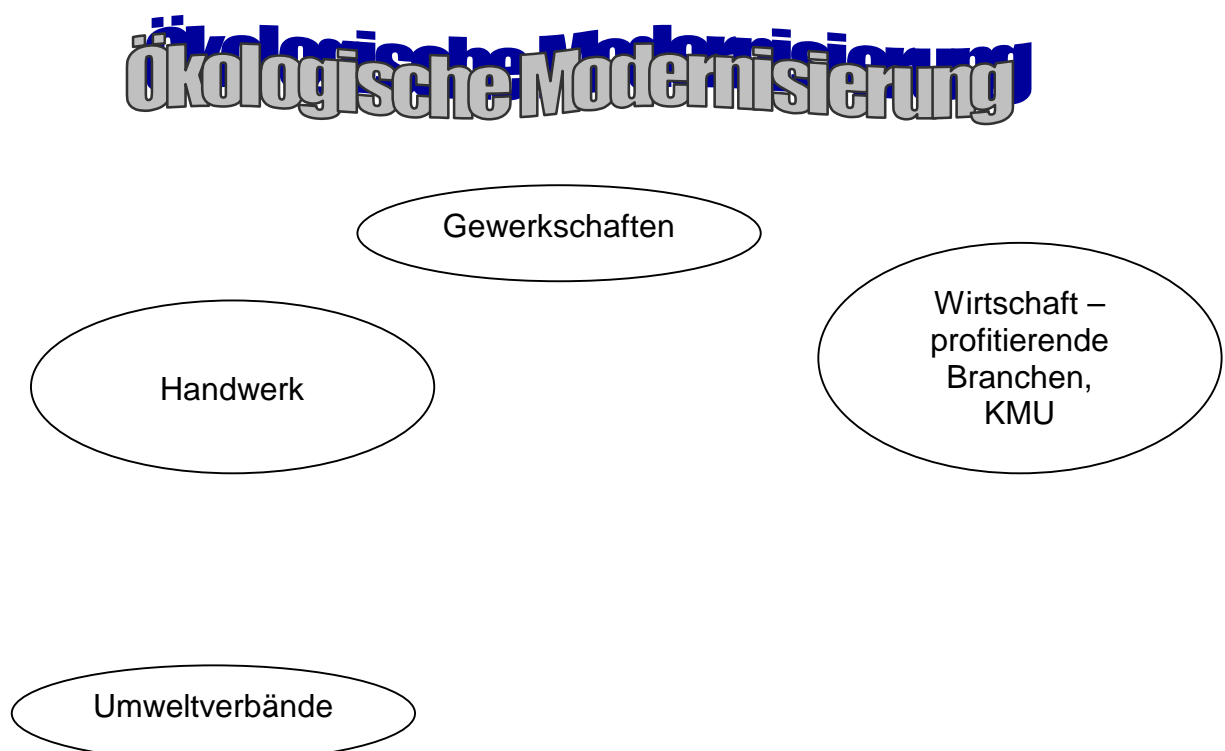 Ökologische Modernisierung
Gewerkschaften
Wirtschaft –
profitierende
Branchen,
KMU
Handwerk
Umweltverbände